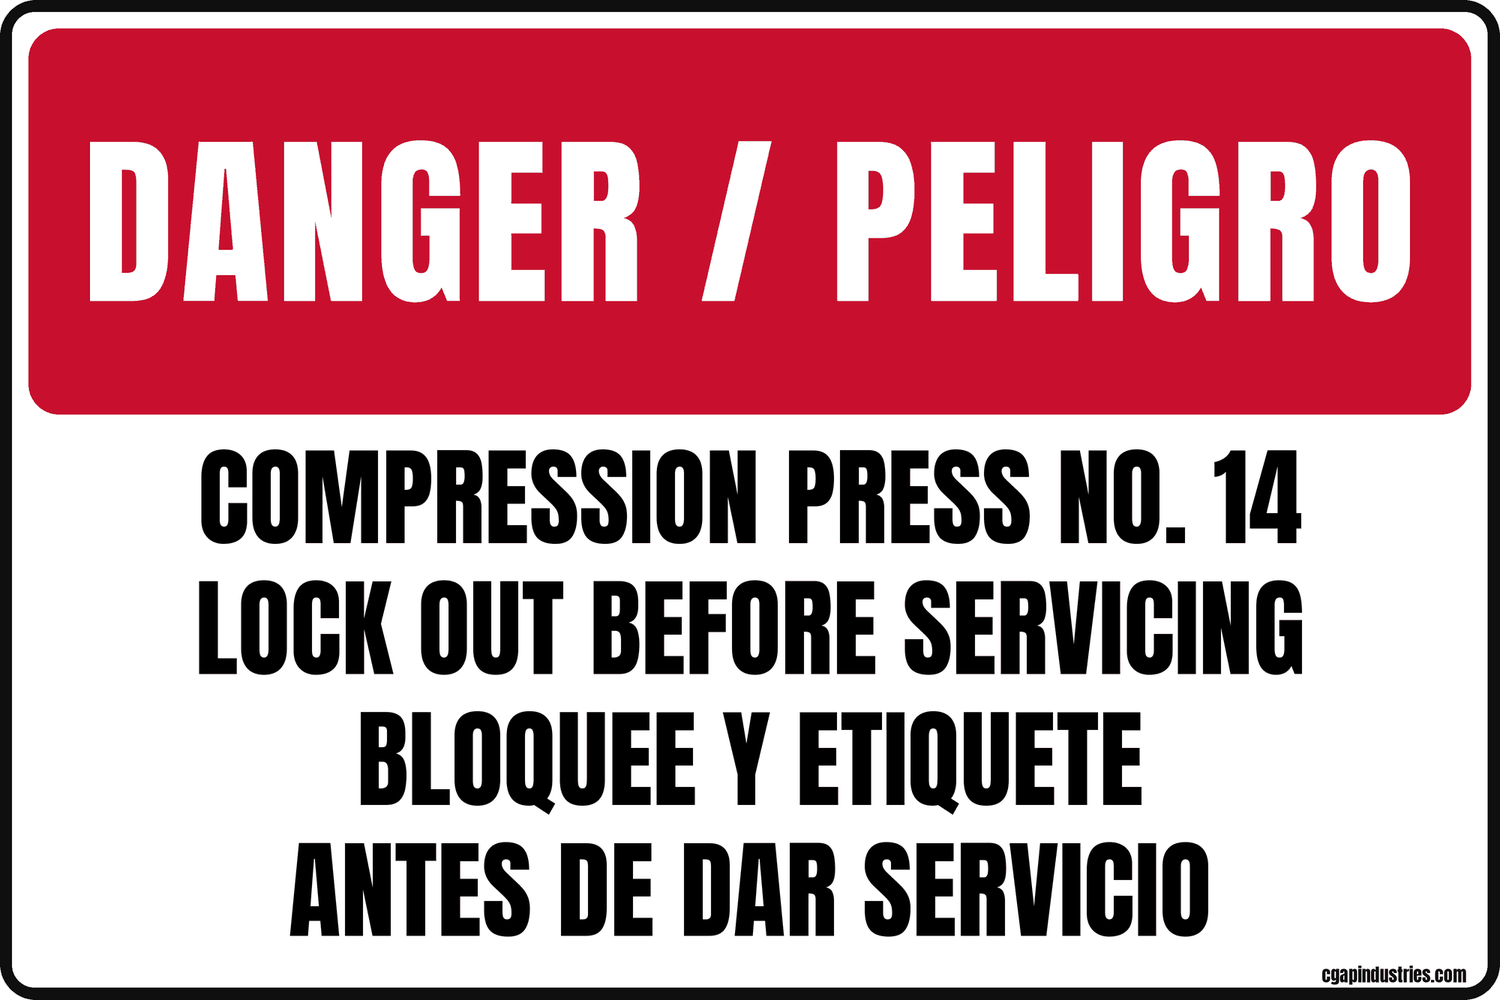 DANGER / PELIGRO
COMPRESSION PRESS NO. 14
LOCK OUT BEFORE SERVICING
BLOQUEE Y ETIQUETE
ANTES DE DAR SERVICIO
cgapindustries.com